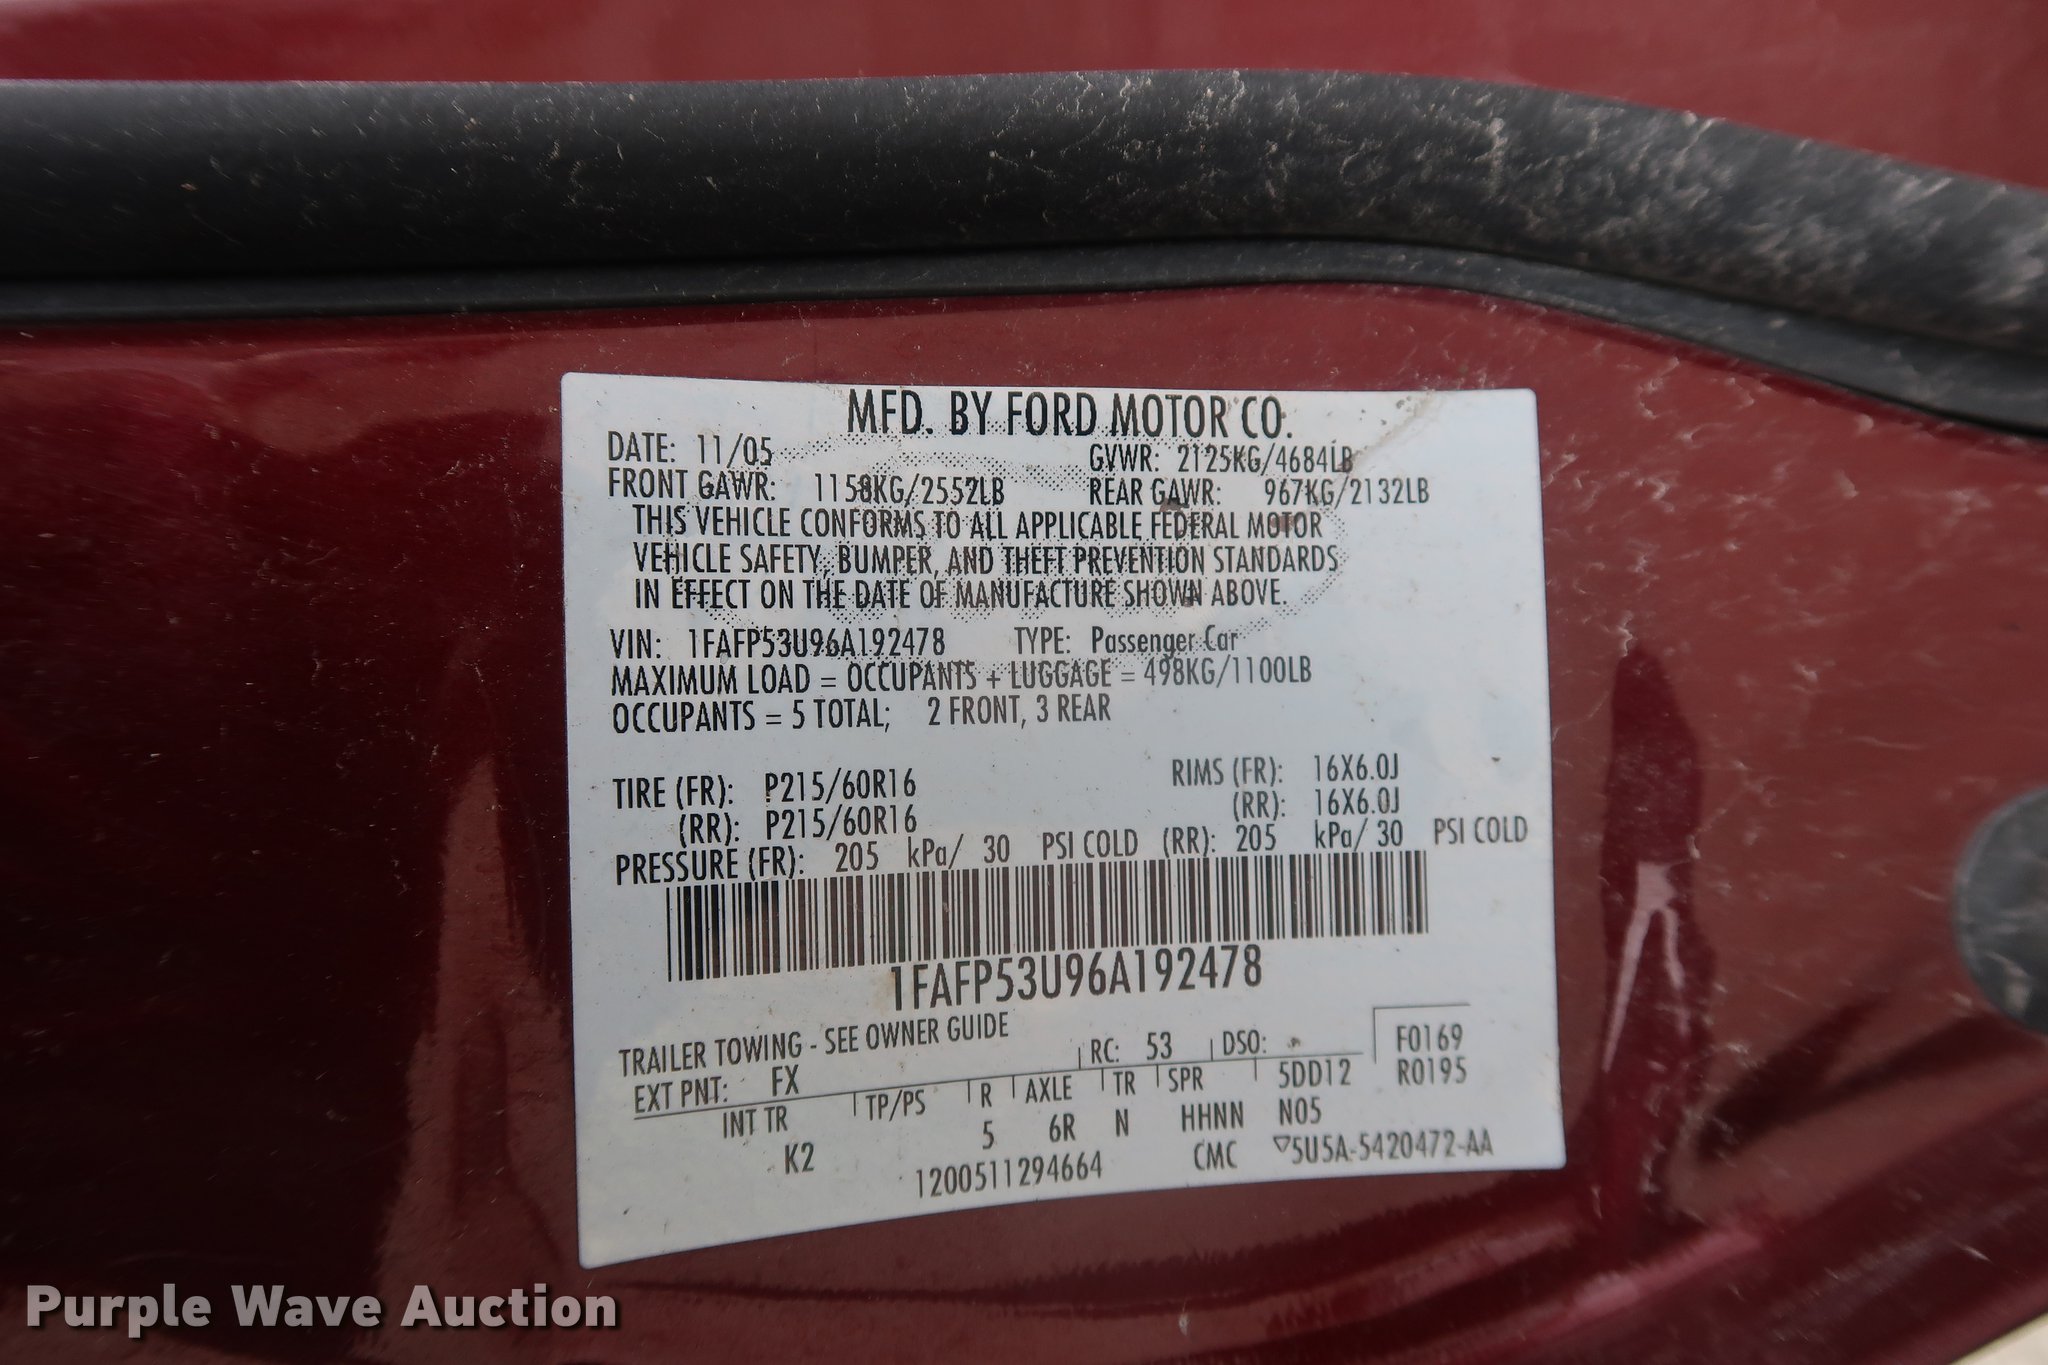 MFD. BY FORD MOTOR CO.
DATE: 11/05 GVWR: 2125KG/4684LB
FRONT GAWR: 1158KG/2552LB REAR GAWR: 967KG/2132LB
THIS VEHICLE CONFORMS TO ALL APPLICABLE FEDERAL MOTOR
VEHICLE SAFETY, BUMPER, AND THEFT PREVENTION STANDARDS
IN EFFECT ON THE DATE OF MANUFACTURE SHOWN ABOVE.
VIN: 1FAFP53U96A192478 TYPE: Passenger Car
MAXIMUM LOAD = OCCUPANTS + LUGGAGE = 498KG/1100LB
OCCUPANTS = 5 TOTAL; 2 FRONT, 3 REAR
TIRE (FR): P215/60R16 RIMS (FR): 16X6.0J
(RR): P215/60R16 (RR): 16X6.0J
PRESSURE (FR): 205 kPa/ 30 PSI COLD (RR): 205 kPa/ 30 PSI COLD
1FAFP53U96A192478
TRAILER TOWING - SEE OWNER GUIDE
EXT PNT: FX RC: 53 DSO: F0169
INT TR TP/PS R AXLE TR SPR 5DD12 R0195
K2 5 6R N HHNN N05
1200511294664 CMC ▽5U5A-5420472-AA
Purple Wave Auction